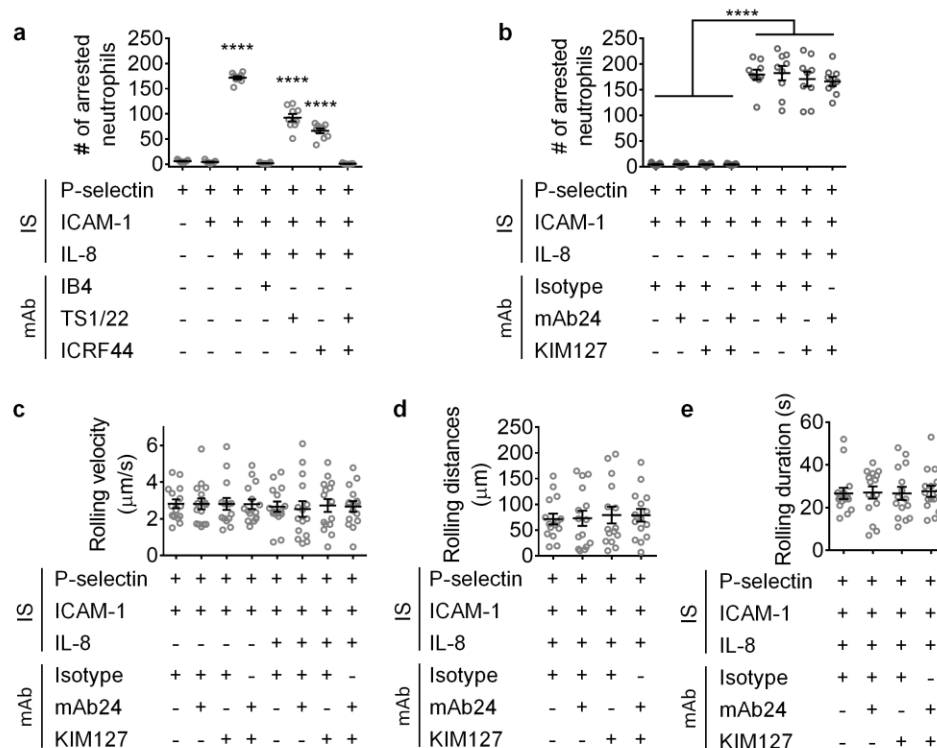 a
# of arrested
neutrophils
250
200
150
100
50
0
**** **** ****
IS
P-selectin + + + + + + +
ICAM-1 - + + + + + +
IL-8 - - + + + + +
mAb
IB4 - - - + - - -
TS1/22 - - - - + - +
ICRF44 - - - - - + +
b
# of arrested
neutrophils
250
200
150
100
50
0
****
IS
P-selectin + + + + + + + +
ICAM-1 + + + + + + + +
IL-8 - - - - + + + +
mAb
Isotype + + + - + + + -
mAb24 - + - + - + - +
KIM127 - - + + - - + +
c
Rolling velocity
(μm/s)
6
4
2
0
IS
P-selectin + + + + + + + +
ICAM-1 + + + + + + + +
IL-8 - - - - + + + +
mAb
Isotype + + + - + + + -
mAb24 - + - + - + - +
KIM127 - - + + - - + +
d
Rolling distances
(μm)
250
200
150
100
50
0
IS
P-selectin + + + +
ICAM-1 + + + +
IL-8 + + + +
mAb
Isotype + + + -
mAb24 - + - +
KIM127 - - + +
e
Rolling duration (s)
60
40
20
0
IS
P-selectin + + + +
ICAM-1 + + + +
IL-8 + + + +
mAb
Isotype + + + -
mAb24 - + - +
KIM127 - - + +